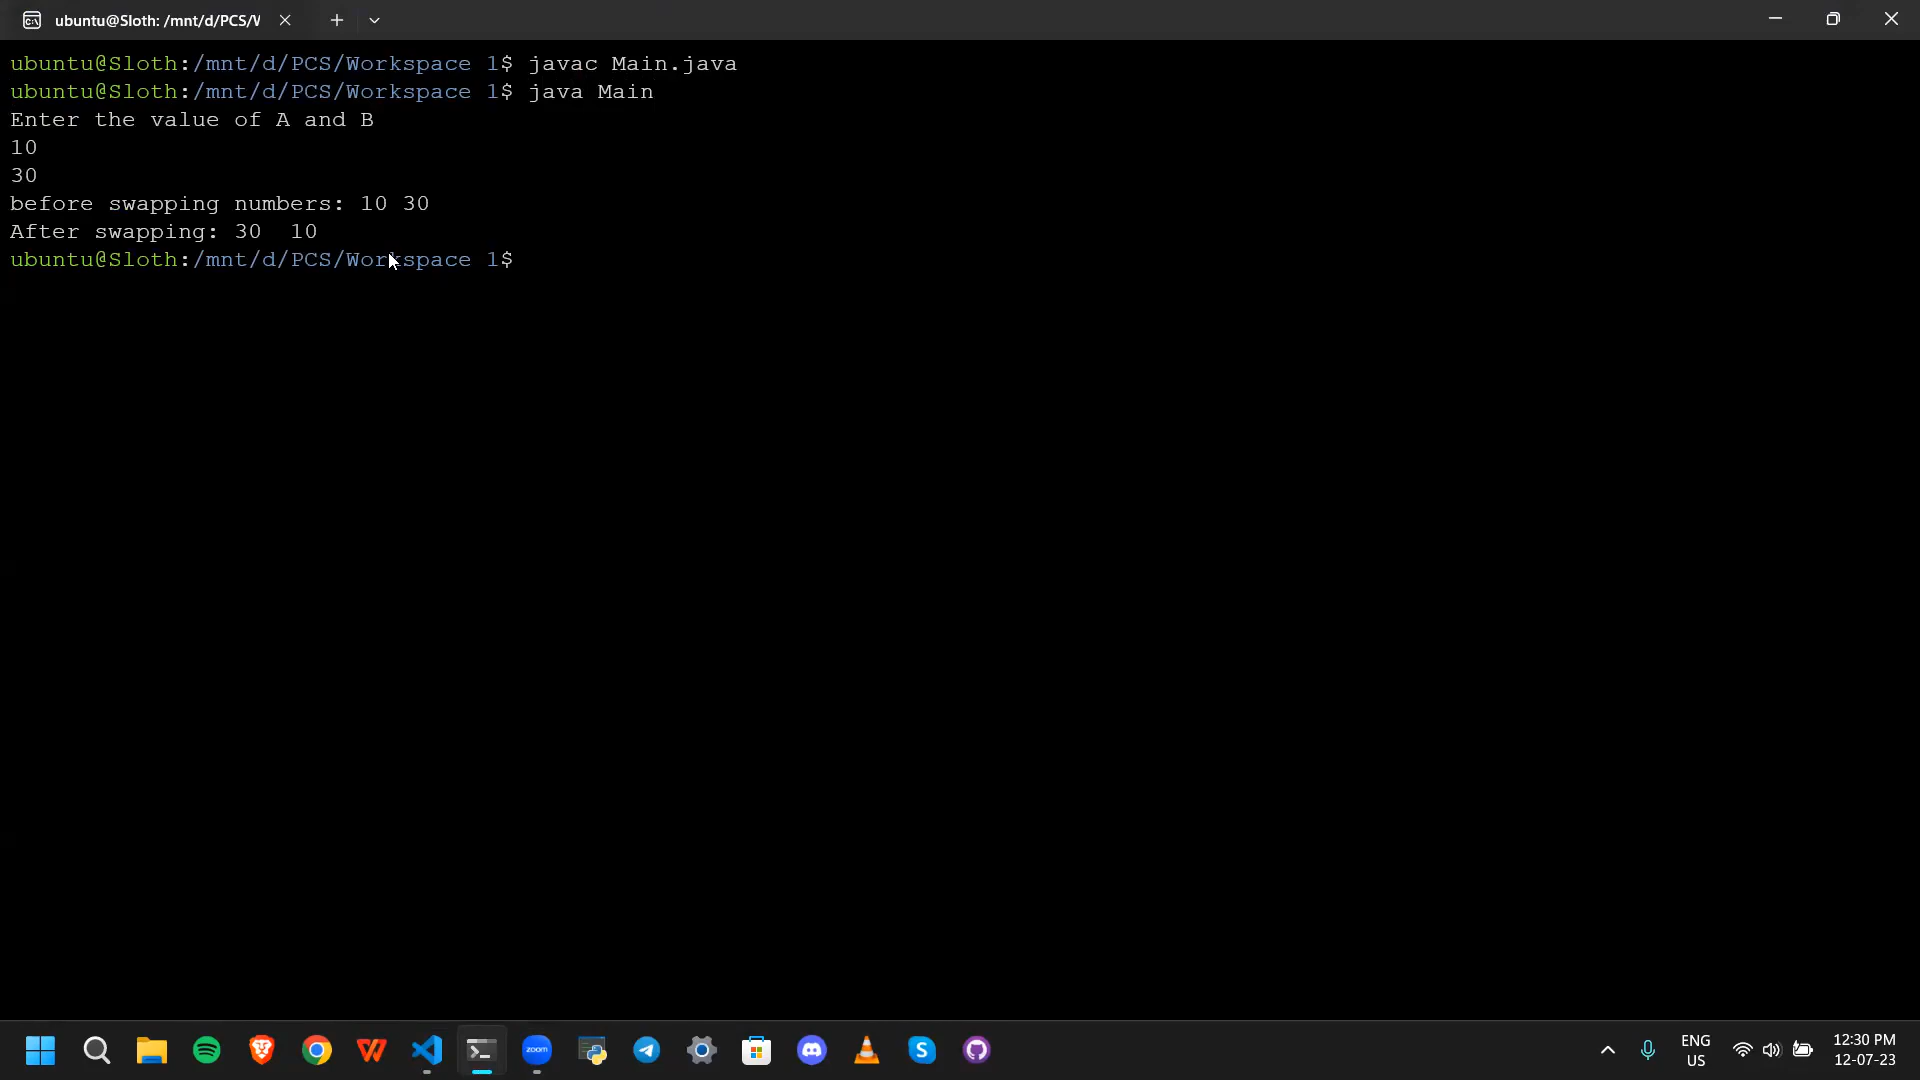 ubuntu@Sloth: /mnt/d/PCS/W
ubuntu@Sloth:/mnt/d/PCS/Workspace 1$ javac Main.java
ubuntu@Sloth:/mnt/d/PCS/Workspace 1$ java Main
Enter the value of A and B
10
30
before swapping numbers: 10 30
After swapping: 30  10
ubuntu@Sloth:/mnt/d/PCS/Workspace 1$
zoom
ENG
US
12:30 PM
12-07-23